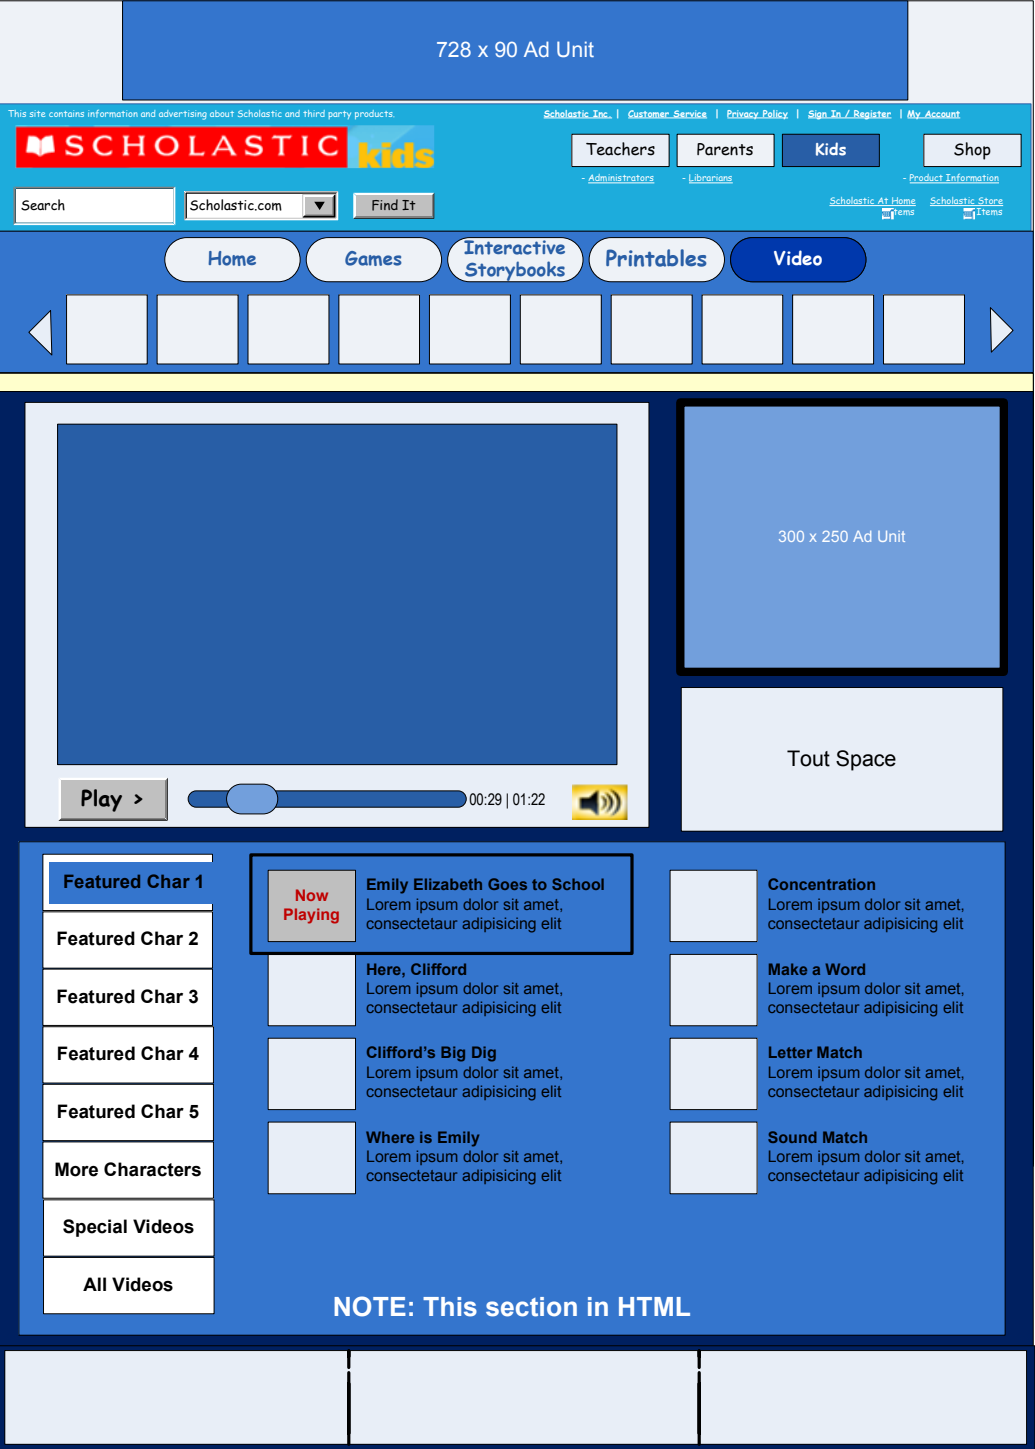 728 x 90 Ad Unit
This site contains information and advertising about Scholastic and third party products.
Scholastic Inc. | Customer Service | Privacy Policy | Sign In / Register | My Account
SCHOLASTIC kids
Teachers Parents Kids Shop
- Administrators - Librarians - Product Information
Search Scholastic.com Find It
Scholastic At Home Scholastic Store
Items Items
Home Games Interactive Storybooks Printables Video
300 x 250 Ad Unit
Tout Space
Play > 00:29 | 01:22
Featured Char 1
Featured Char 2
Featured Char 3
Featured Char 4
Featured Char 5
More Characters
Special Videos
All Videos
Now
Playing
Emily Elizabeth Goes to School
Lorem ipsum dolor sit amet,
consectetaur adipisicing elit
Here, Clifford
Lorem ipsum dolor sit amet,
consectetaur adipisicing elit
Clifford's Big Dig
Lorem ipsum dolor sit amet,
consectetaur adipisicing elit
Where is Emily
Lorem ipsum dolor sit amet,
consectetaur adipisicing elit
Concentration
Lorem ipsum dolor sit amet,
consectetaur adipisicing elit
Make a Word
Lorem ipsum dolor sit amet,
consectetaur adipisicing elit
Letter Match
Lorem ipsum dolor sit amet,
consectetaur adipisicing elit
Sound Match
Lorem ipsum dolor sit amet,
consectetaur adipisicing elit
NOTE: This section in HTML